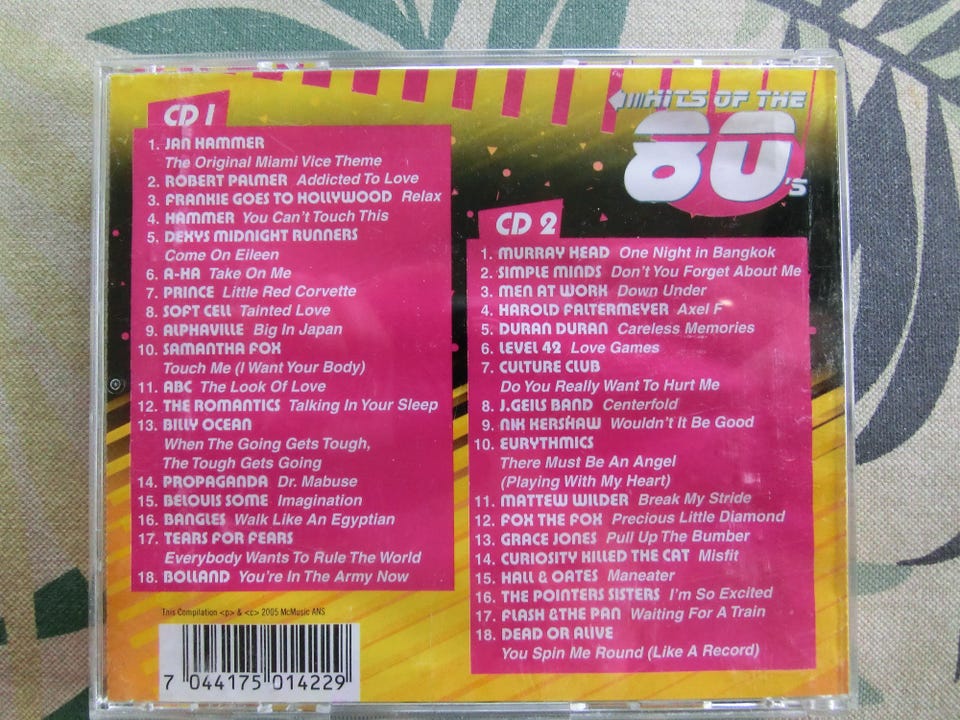 HITS OF THE
80's
CD 1
1. JAN HAMMER
The Original Miami Vice Theme
2. ROBERT PALMER Addicted To Love
3. FRANKIE GOES TO HOLLYWOOD Relax
4. HAMMER You Can't Touch This
5. DEXYS MIDNIGHT RUNNERS
Come On Eileen
6. A-HA Take On Me
7. PRINCE Little Red Corvette
8. SOFT CELL Tainted Love
9. ALPHAVILLE Big In Japan
10. SAMANTHA FOX
Touch Me (I Want Your Body)
11. ABC The Look Of Love
12. THE ROMANTICS Talking In Your Sleep
13. BILLY OCEAN
When The Going Gets Tough,
The Tough Gets Going
14. PROPAGANDA Dr. Mabuse
15. BELOUIS SOME Imagination
16. BANGLES Walk Like An Egyptian
17. TEARS FOR FEARS
Everybody Wants To Rule The World
18. BOLLAND You're In The Army Now
CD 2
1. MURRAY HEAD One Night in Bangkok
2. SIMPLE MINDS Don't You Forget About Me
3. MEN AT WORK Down Under
4. HAROLD FALTERMEYER Axel F
5. DURAN DURAN Careless Memories
6. LEVEL 42 Love Games
7. CULTURE CLUB
Do You Really Want To Hurt Me
8. J.GEILS BAND Centerfold
9. NIK KERSHAW Wouldn't It Be Good
10. EURYTHMICS
There Must Be An Angel
(Playing With My Heart)
11. MATTEW WILDER Break My Stride
12. FOX THE FOX Precious Little Diamond
13. GRACE JONES Pull Up The Bumber
14. CURIOSITY KILLED THE CAT Misfit
15. HALL & OATES Maneater
16. THE POINTERS SISTERS I'm So Excited
17. FLASH &THE PAN Waiting For A Train
18. DEAD OR ALIVE
You Spin Me Round (Like A Record)
This Compilation <p> & <c> 2005 McMusic ANS
7 044175 014229